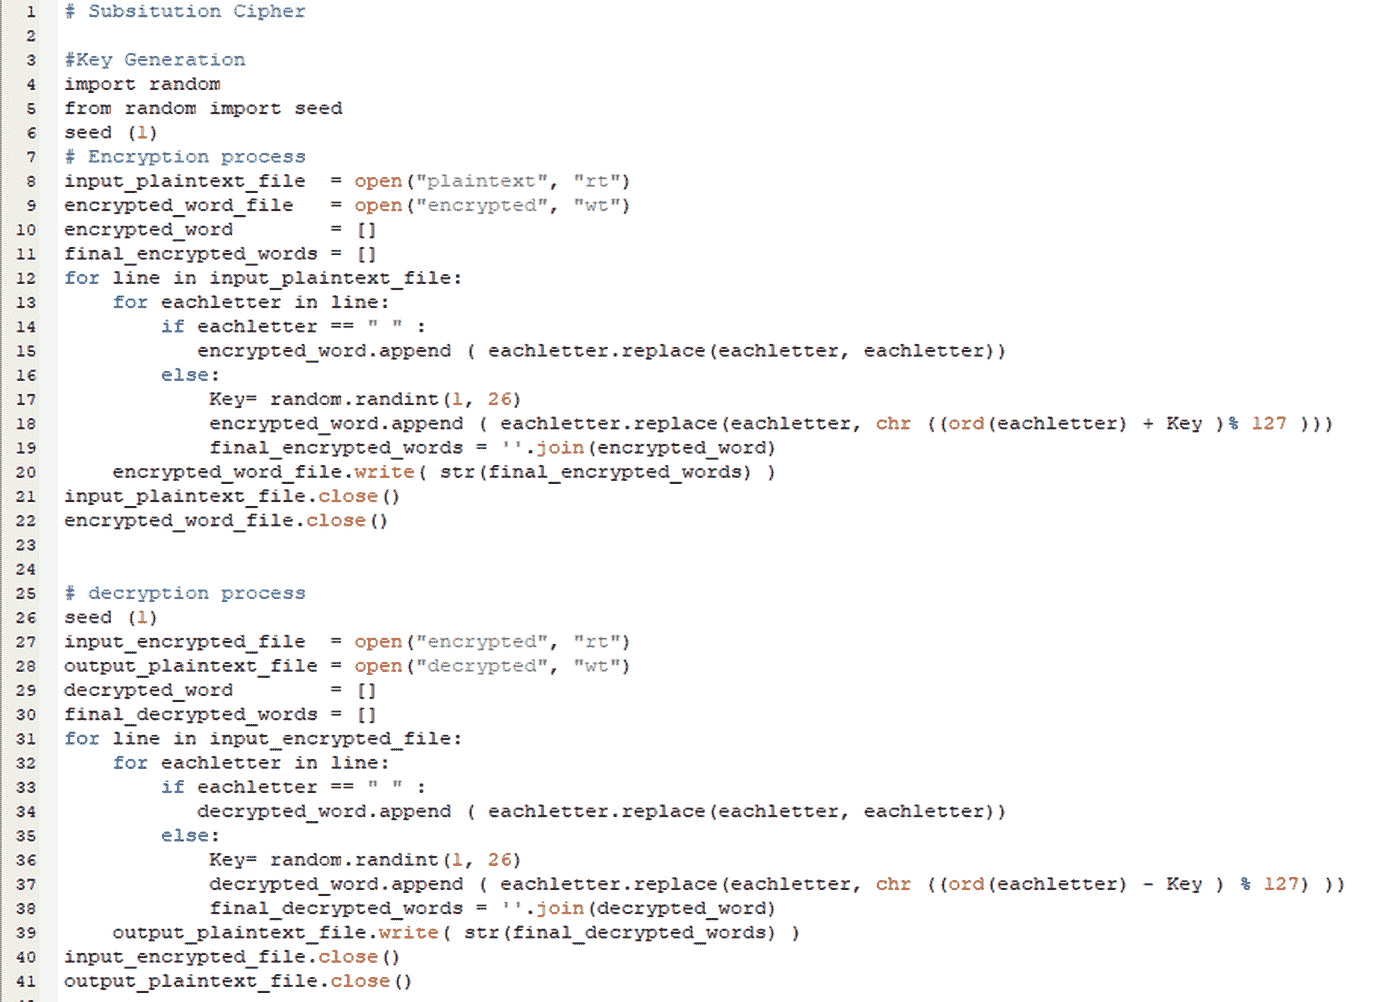 1 # Subsitution Cipher
2
3 #Key Generation
4 import random
5 from random import seed
6 seed (1)
7 # Encryption process
8 input_plaintext_file  = open("plaintext", "rt")
9 encrypted_word_file   = open("encrypted", "wt")
10 encrypted_word        = []
11 final_encrypted_words = []
12 for line in input_plaintext_file:
13     for eachletter in line:
14         if eachletter == " " :
15            encrypted_word.append ( eachletter.replace(eachletter, eachletter))
16         else:
17             Key= random.randint(1, 26)
18             encrypted_word.append ( eachletter.replace(eachletter, chr ((ord(eachletter) + Key )% 127 )))
19             final_encrypted_words = ''.join(encrypted_word)
20     encrypted_word_file.write( str(final_encrypted_words) )
21 input_plaintext_file.close()
22 encrypted_word_file.close()
23
24
25 # decryption process
26 seed (1)
27 input_encrypted_file  = open("encrypted", "rt")
28 output_plaintext_file = open("decrypted", "wt")
29 decrypted_word        = []
30 final_decrypted_words = []
31 for line in input_encrypted_file:
32     for eachletter in line:
33         if eachletter == " " :
34            decrypted_word.append ( eachletter.replace(eachletter, eachletter))
35         else:
36             Key= random.randint(1, 26)
37             decrypted_word.append ( eachletter.replace(eachletter, chr ((ord(eachletter) - Key ) % 127) ))
38             final_decrypted_words = ''.join(decrypted_word)
39     output_plaintext_file.write( str(final_decrypted_words) )
40 input_encrypted_file.close()
41 output_plaintext_file.close()